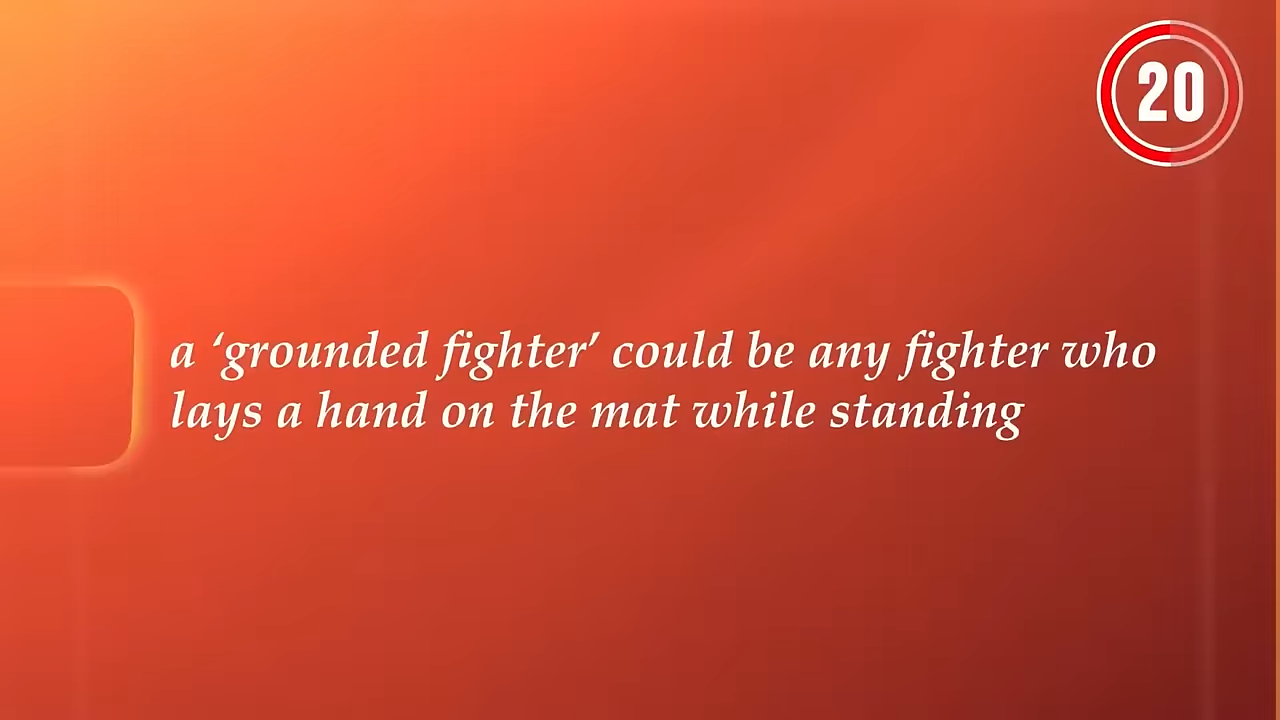 20
a ‘grounded fighter’ could be any fighter who
lays a hand on the mat while standing